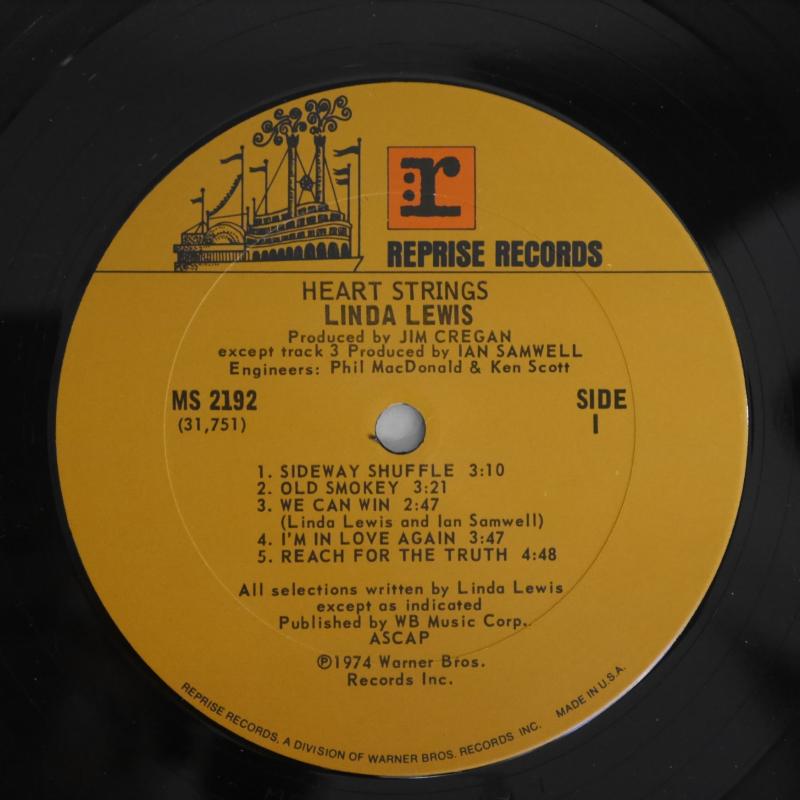 r
REPRISE RECORDS
HEART STRINGS
LINDA LEWIS
Produced by JIM CREGAN
except track 3 Produced by IAN SAMWELL
Engineers: Phil MacDonald & Ken Scott
MS 2192
(31,751)
SIDE
1
1. SIDEWAY SHUFFLE 3:10
2. OLD SMOKEY 3:21
3. WE CAN WIN 2:47
(Linda Lewis and Ian Samwell)
4. I'M IN LOVE AGAIN 3:47
5. REACH FOR THE TRUTH 4:48
All selections written by Linda Lewis
except as indicated
Published by WB Music Corp.
ASCAP
℗1974 Warner Bros.
Records Inc.
REPRISE RECORDS, A DIVISION OF WARNER BROS. RECORDS INC. MADE IN U.S.A.